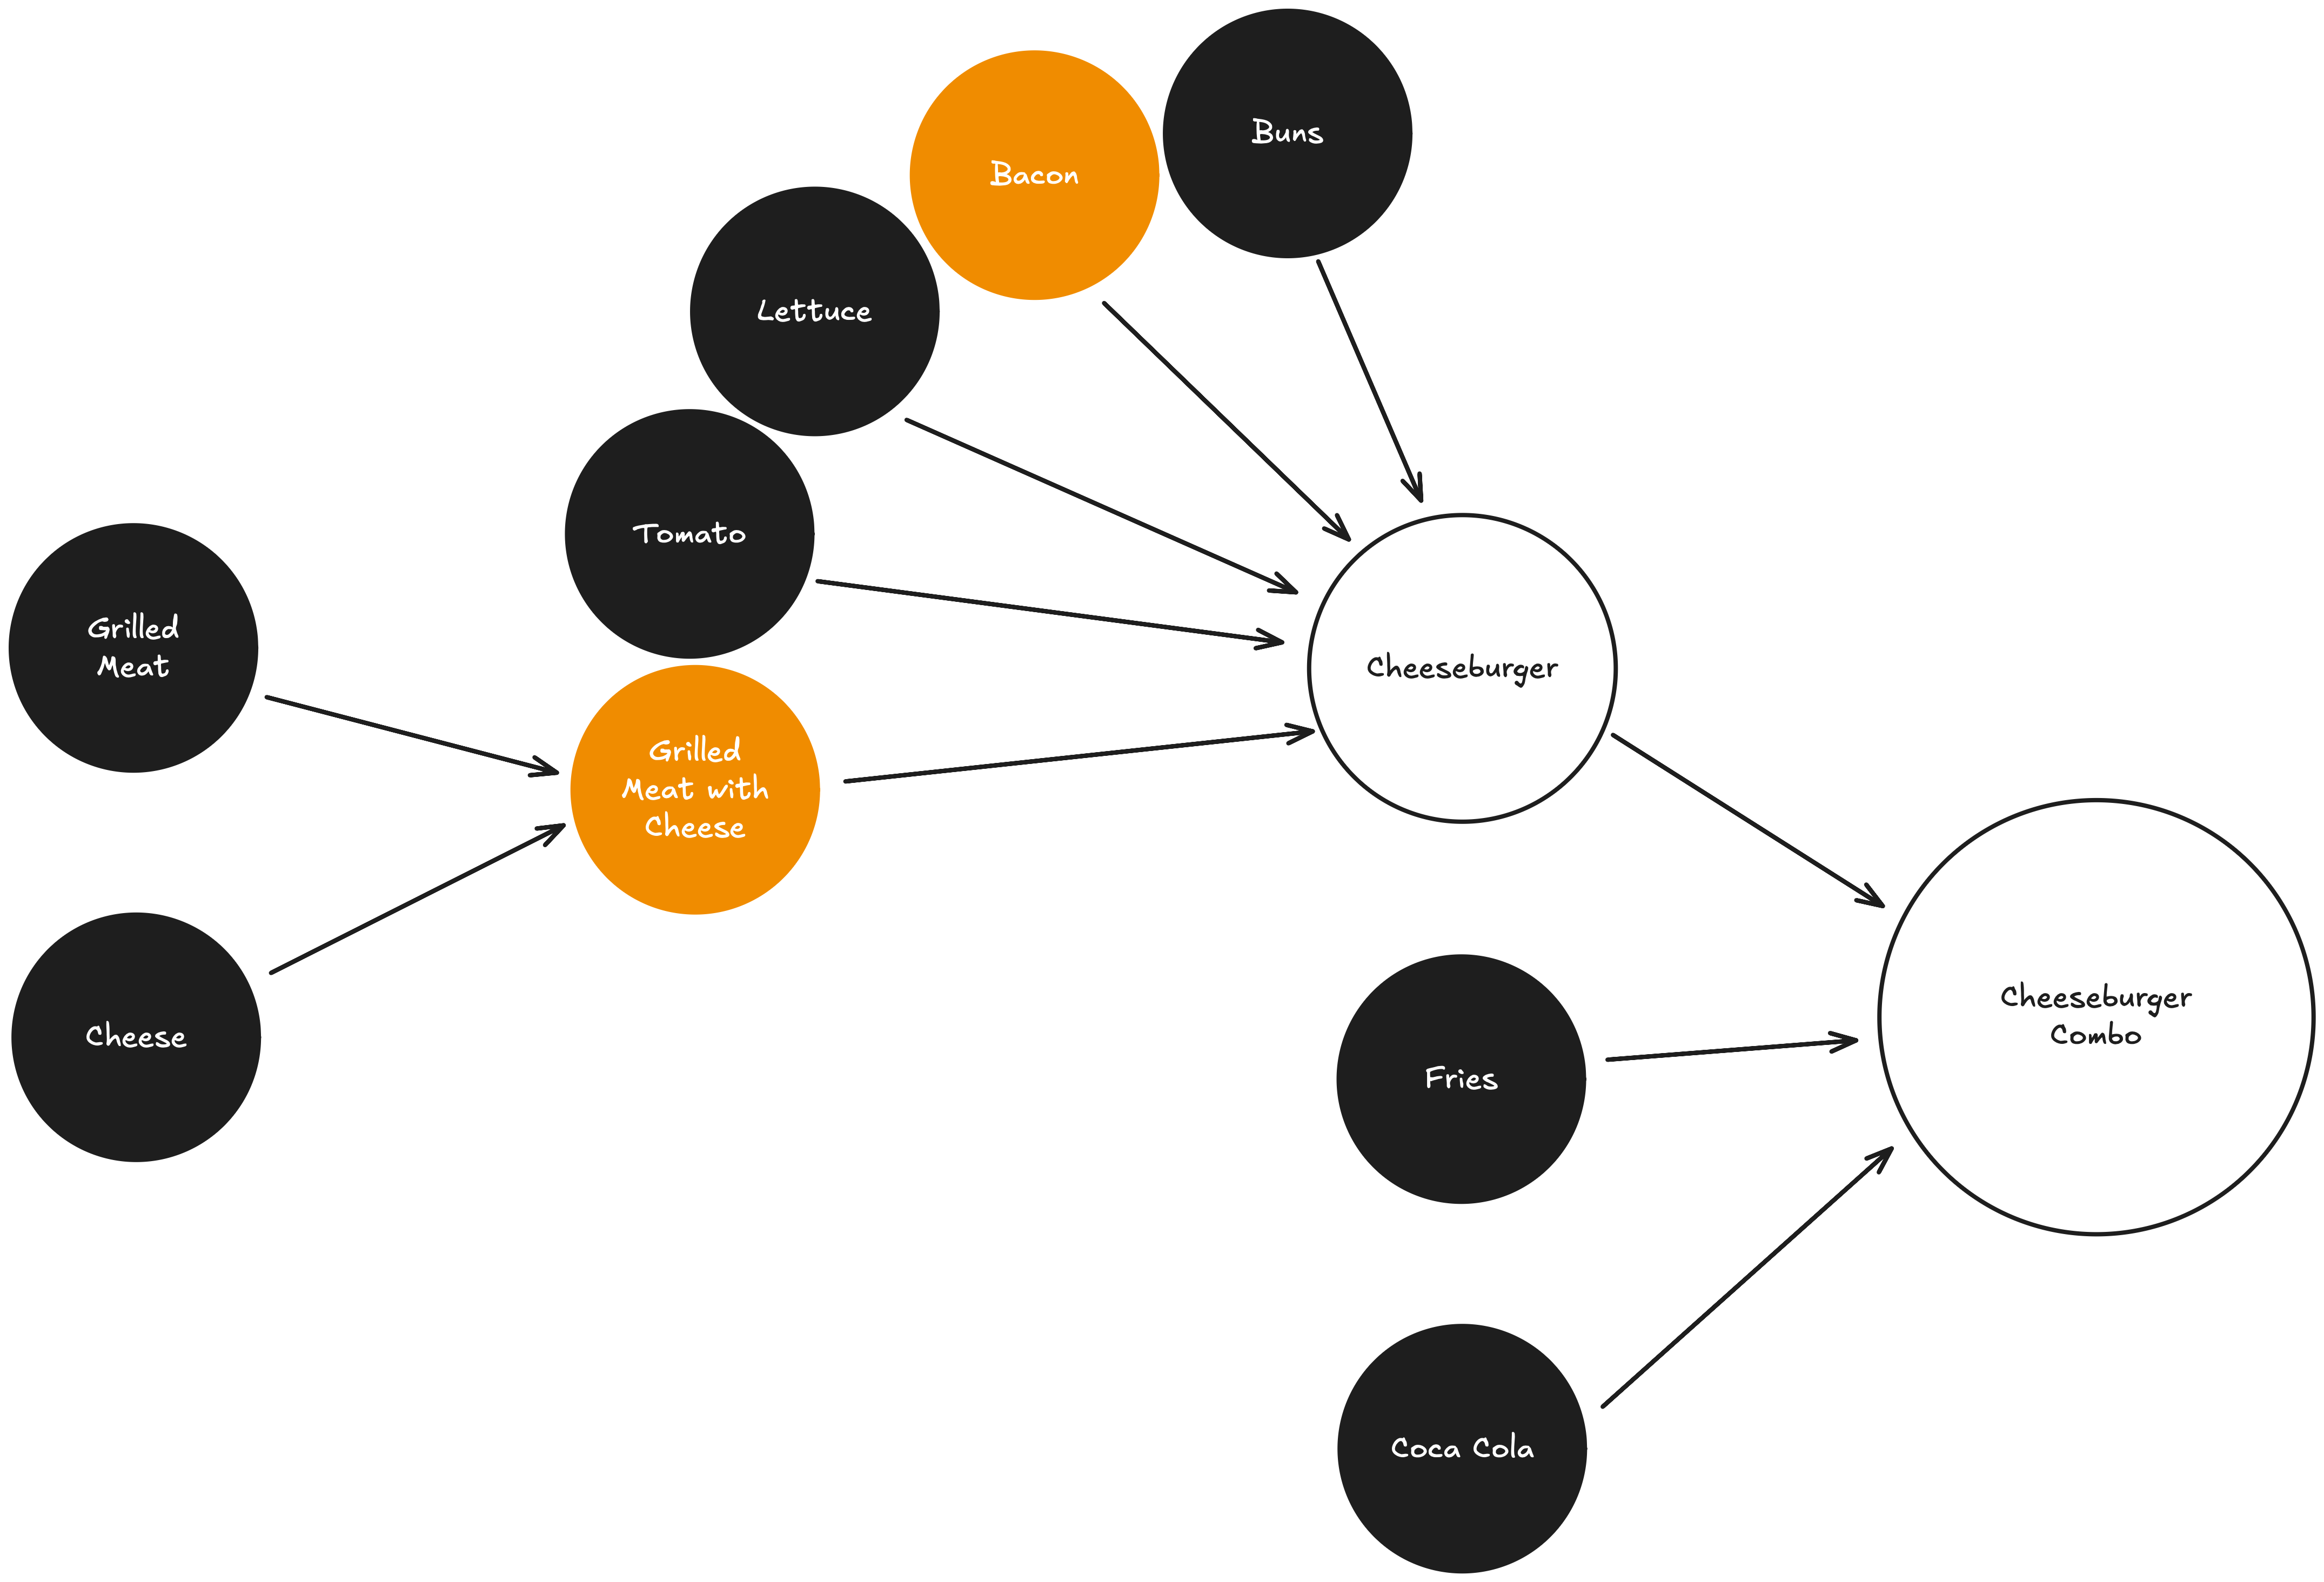 Buns
Bacon
Lettuce
Tomato
Grilled
Meat
Cheeseburger
Grilled
Meat with
Cheese
Cheese
Cheeseburger
Combo
Fries
Coca Cola